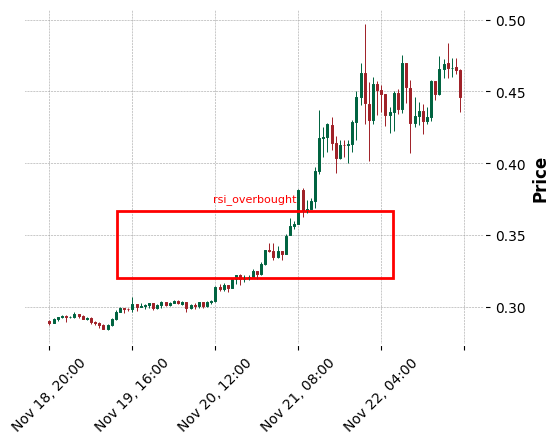 0.50
0.45
0.40
rsi_overbought
0.35
0.30
Price
Nov 18, 20:00
Nov 19, 16:00
Nov 20, 12:00
Nov 21, 08:00
Nov 22, 04:00